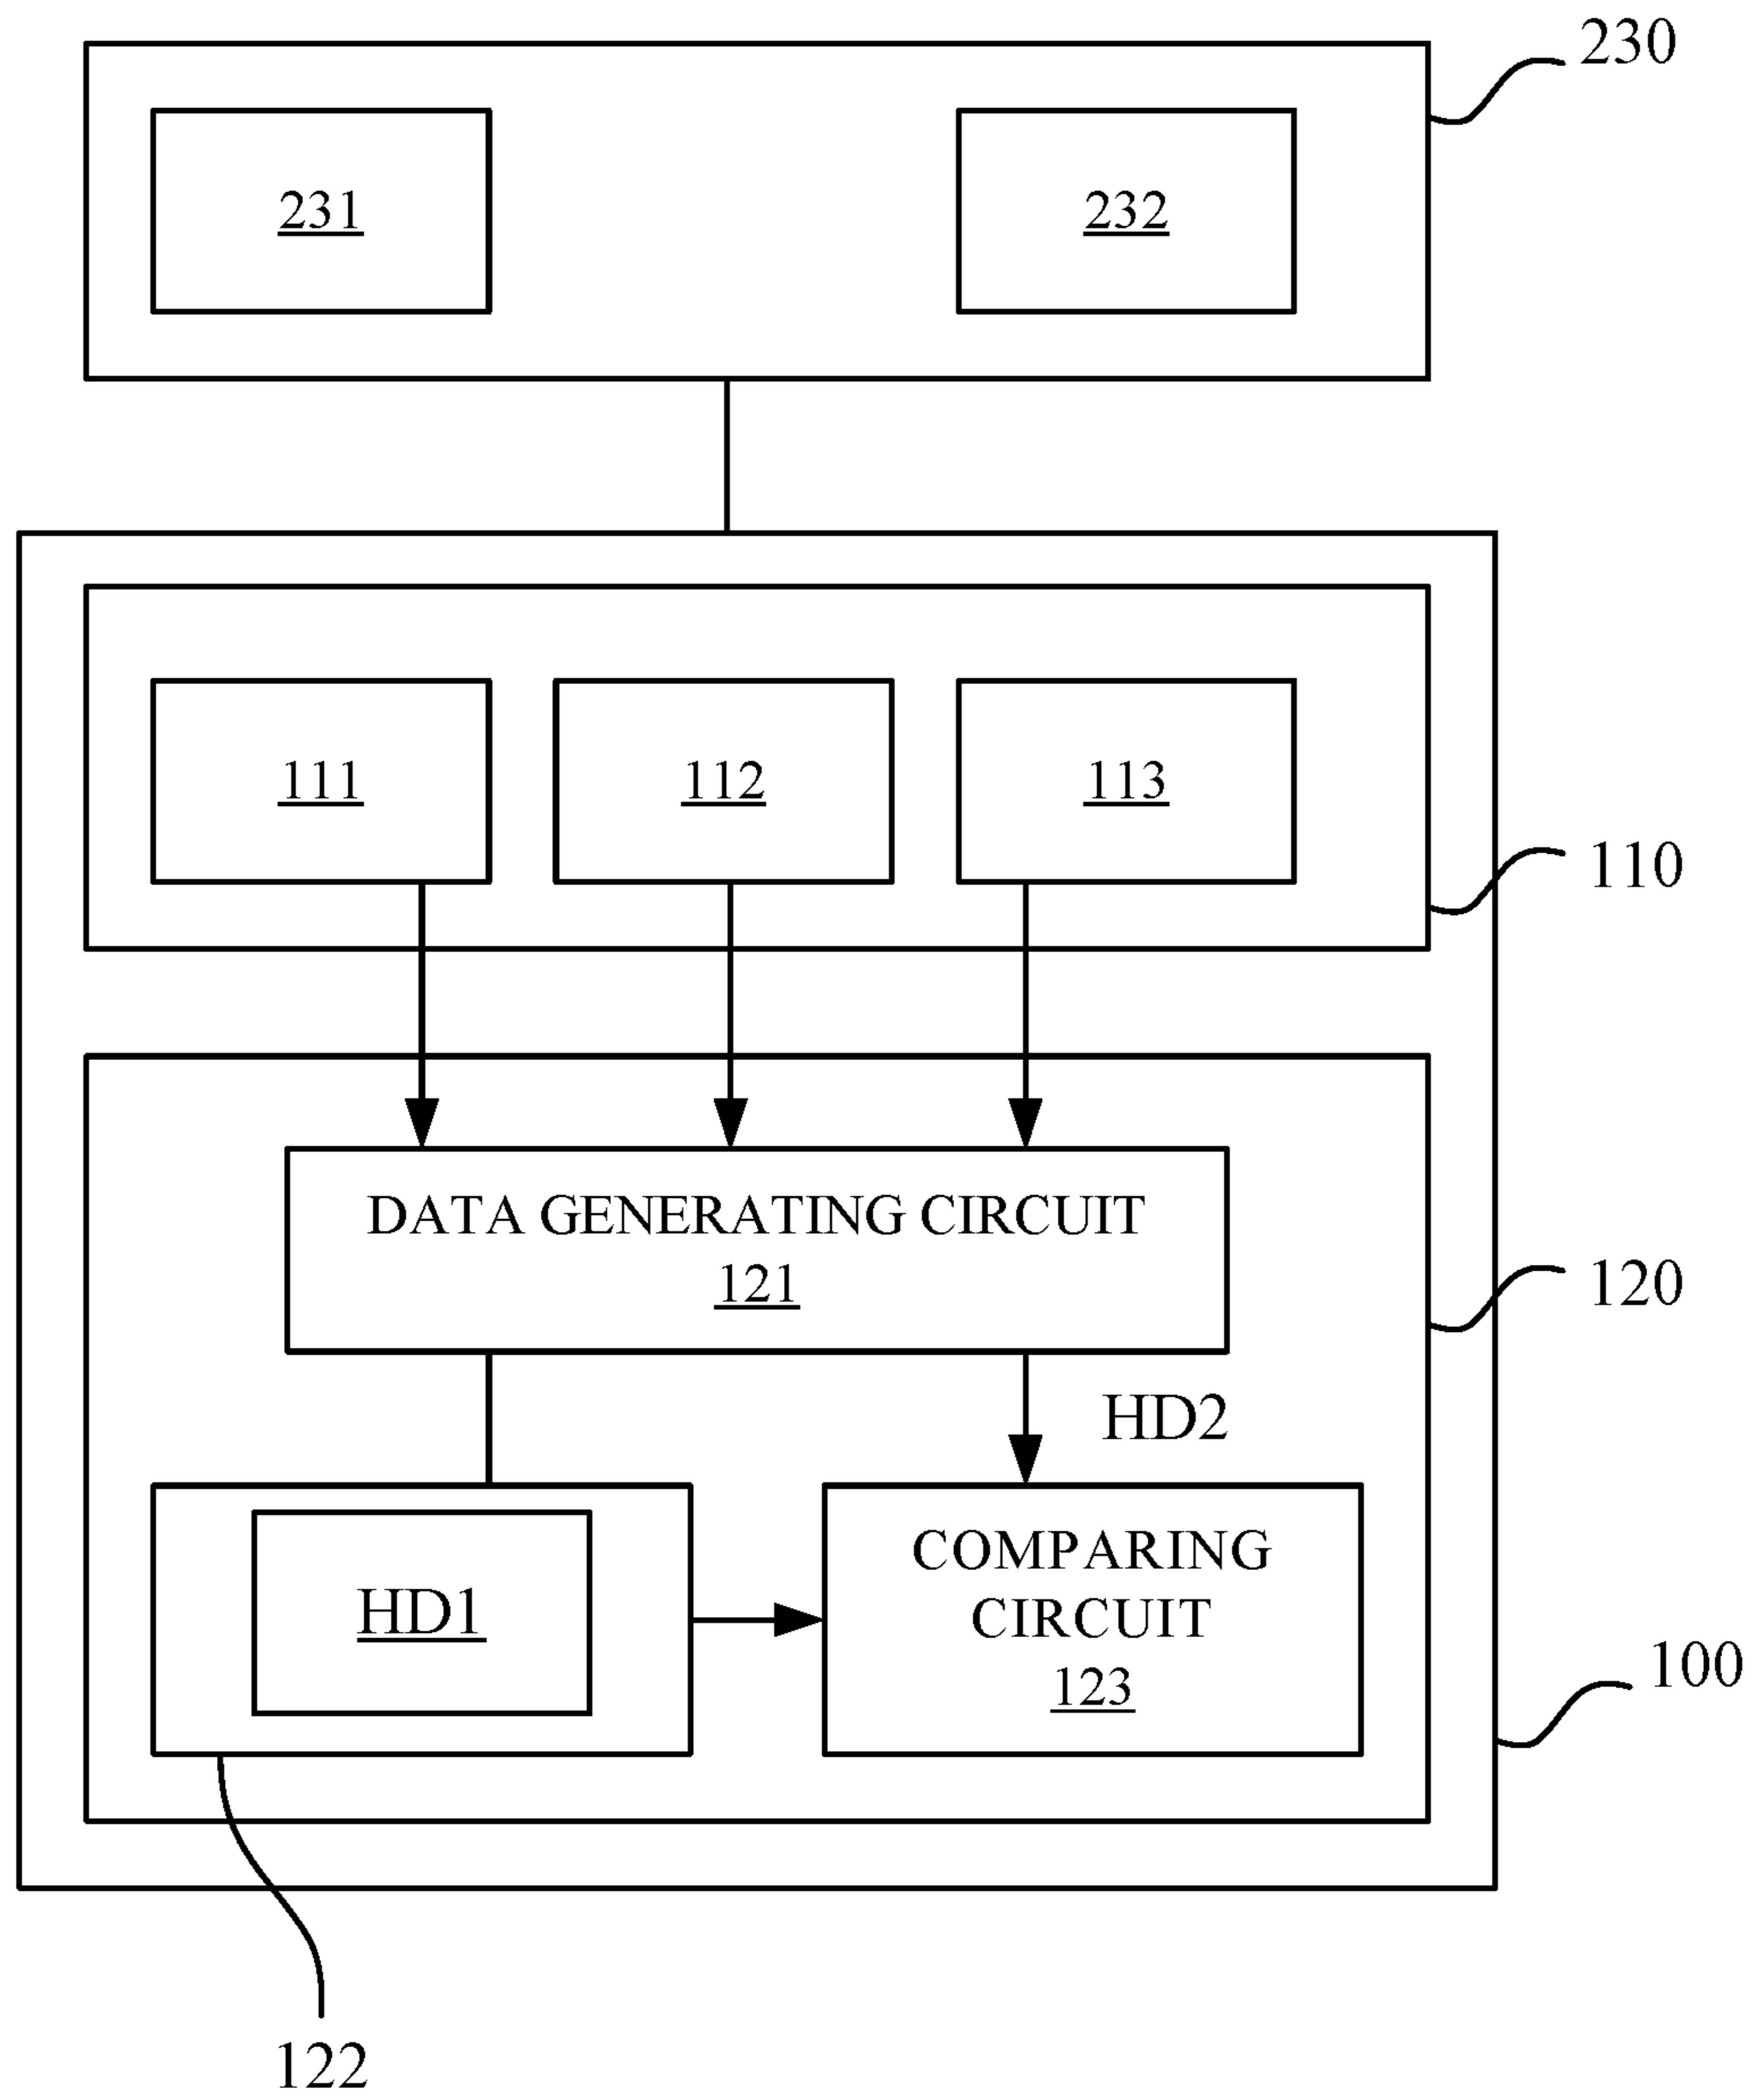 230
231
232
111
112
113
110
DATA GENERATING CIRCUIT
121
120
HD2
HD1
COMPARING
CIRCUIT
123
100
122